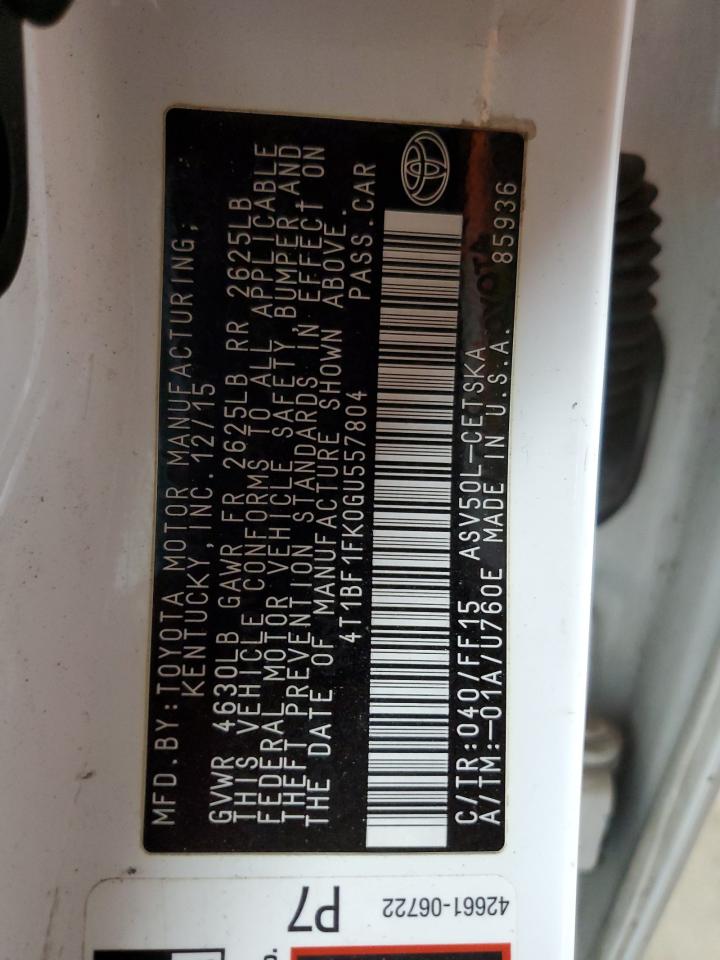 MFD.BY:TOYOTA MOTOR MANUFACTURING,
KENTUCKY, INC. 12/15
GVWR 4630LB GAWR FR 2625LB RR 2625LB
THIS VEHICLE CONFORMS TO ALL APPLICABLE
FEDERAL MOTOR VEHICLE SAFETY, BUMPER, AND
THEFT PREVENTION STANDARDS IN EFFECT ON
THE DATE OF MANUFACTURE SHOWN ABOVE.
4T1BF1FK0GU557804 PASS.CAR
C/TR:040/FF15 ASV50L-CETSKA
A/TM:-01A/U760E MADE IN U.S.A. 85936
TOYOTA
P7
42661-06722